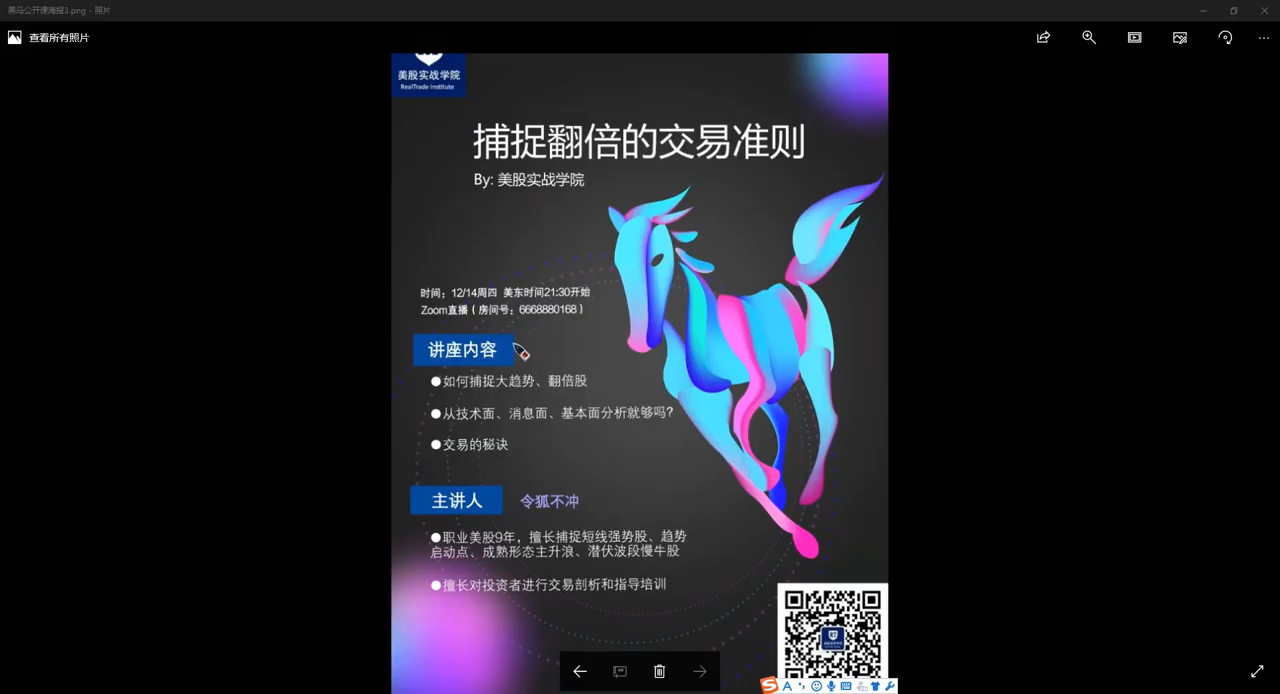 黑马公开课海报3.png - 照片
查看所有照片
美股实战学院
RealTrade Institute
捕捉翻倍的交易准则
By: 美股实战学院
时间：12/14周四 美东时间21:30开始
Zoom直播（房间号：6668880168）
讲座内容
●如何捕捉大趋势、翻倍股
●从技术面、消息面、基本面分析就够吗?
●交易的秘诀
主讲人 令狐不冲
●职业美股9年，擅长捕捉短线强势股、趋势
启动点、成熟形态主升浪、潜伏波段慢牛股
●擅长对投资者进行交易剖析和指导培训